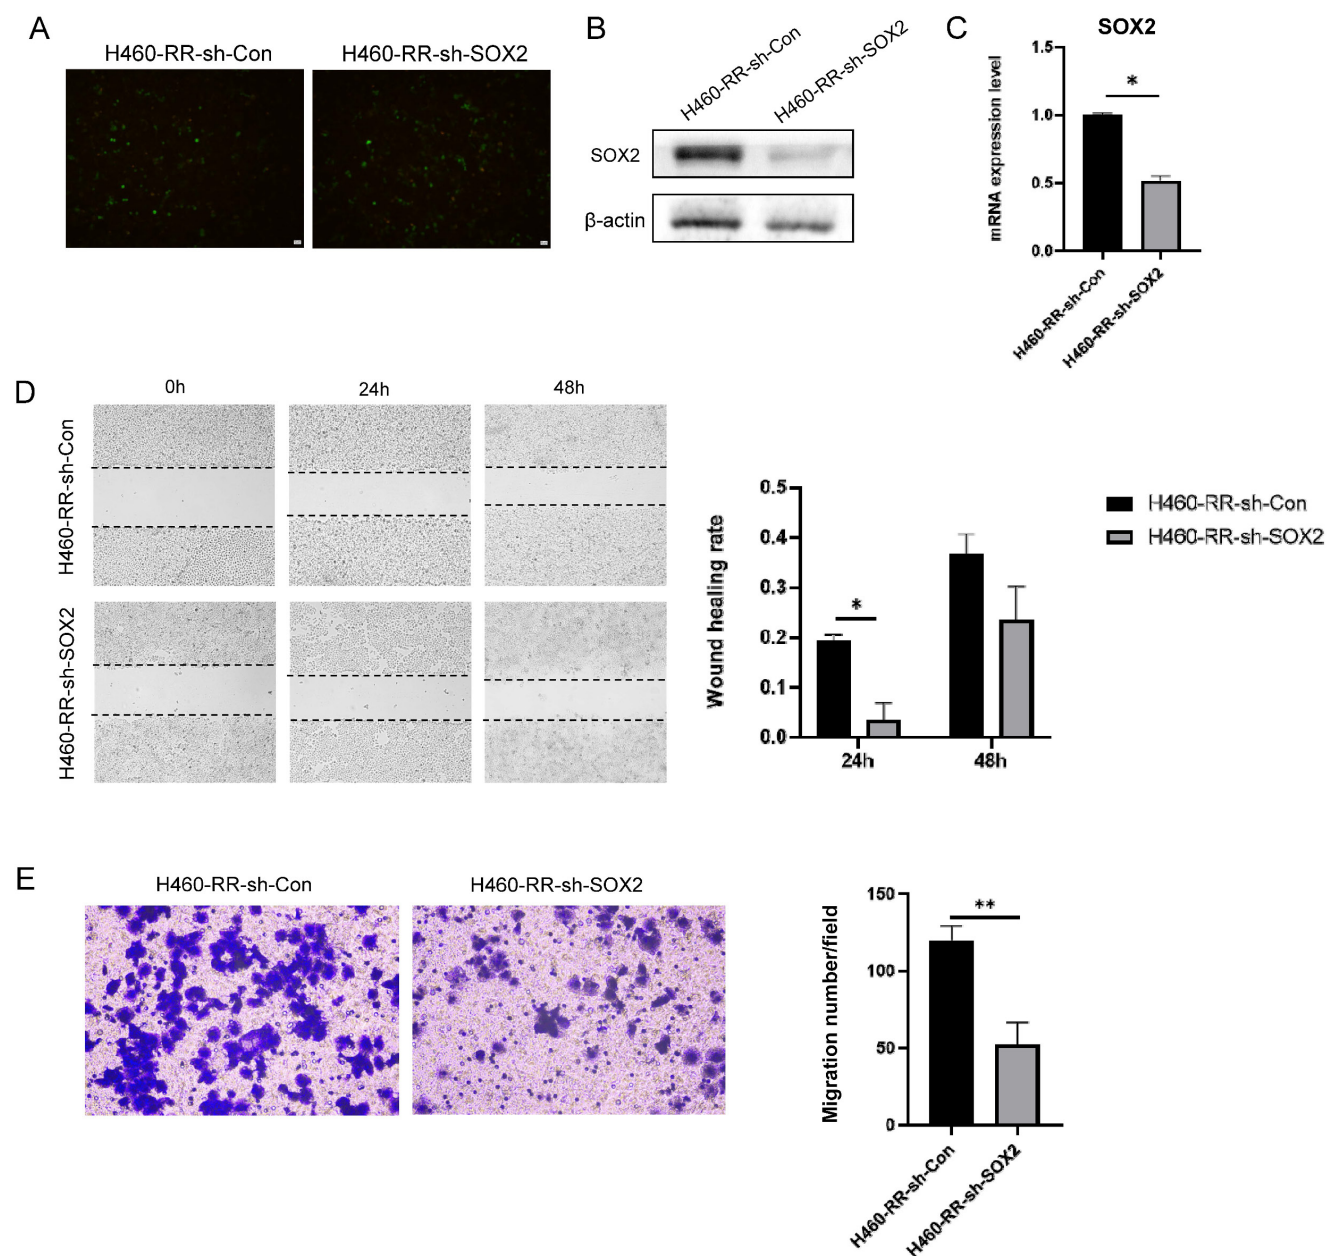 A
H460-RR-sh-Con
H460-RR-sh-SOX2
B
H460-RR-sh-Con
H460-RR-sh-SOX2
SOX2
β-actin
C
SOX2
mRNA expression level
1.5
1.0
0.5
0.0
*
H460-RR-sh-Con
H460-RR-sh-SOX2
D
0h
24h
48h
H460-RR-sh-Con
H460-RR-sh-SOX2
Wound healing rate
0.5
0.4
0.3
0.2
0.1
0.0
*
24h
48h
H460-RR-sh-Con
H460-RR-sh-SOX2
E
H460-RR-sh-Con
H460-RR-sh-SOX2
Migration number/field
150
100
50
0
**
H460-RR-sh-Con
H460-RR-sh-SOX2